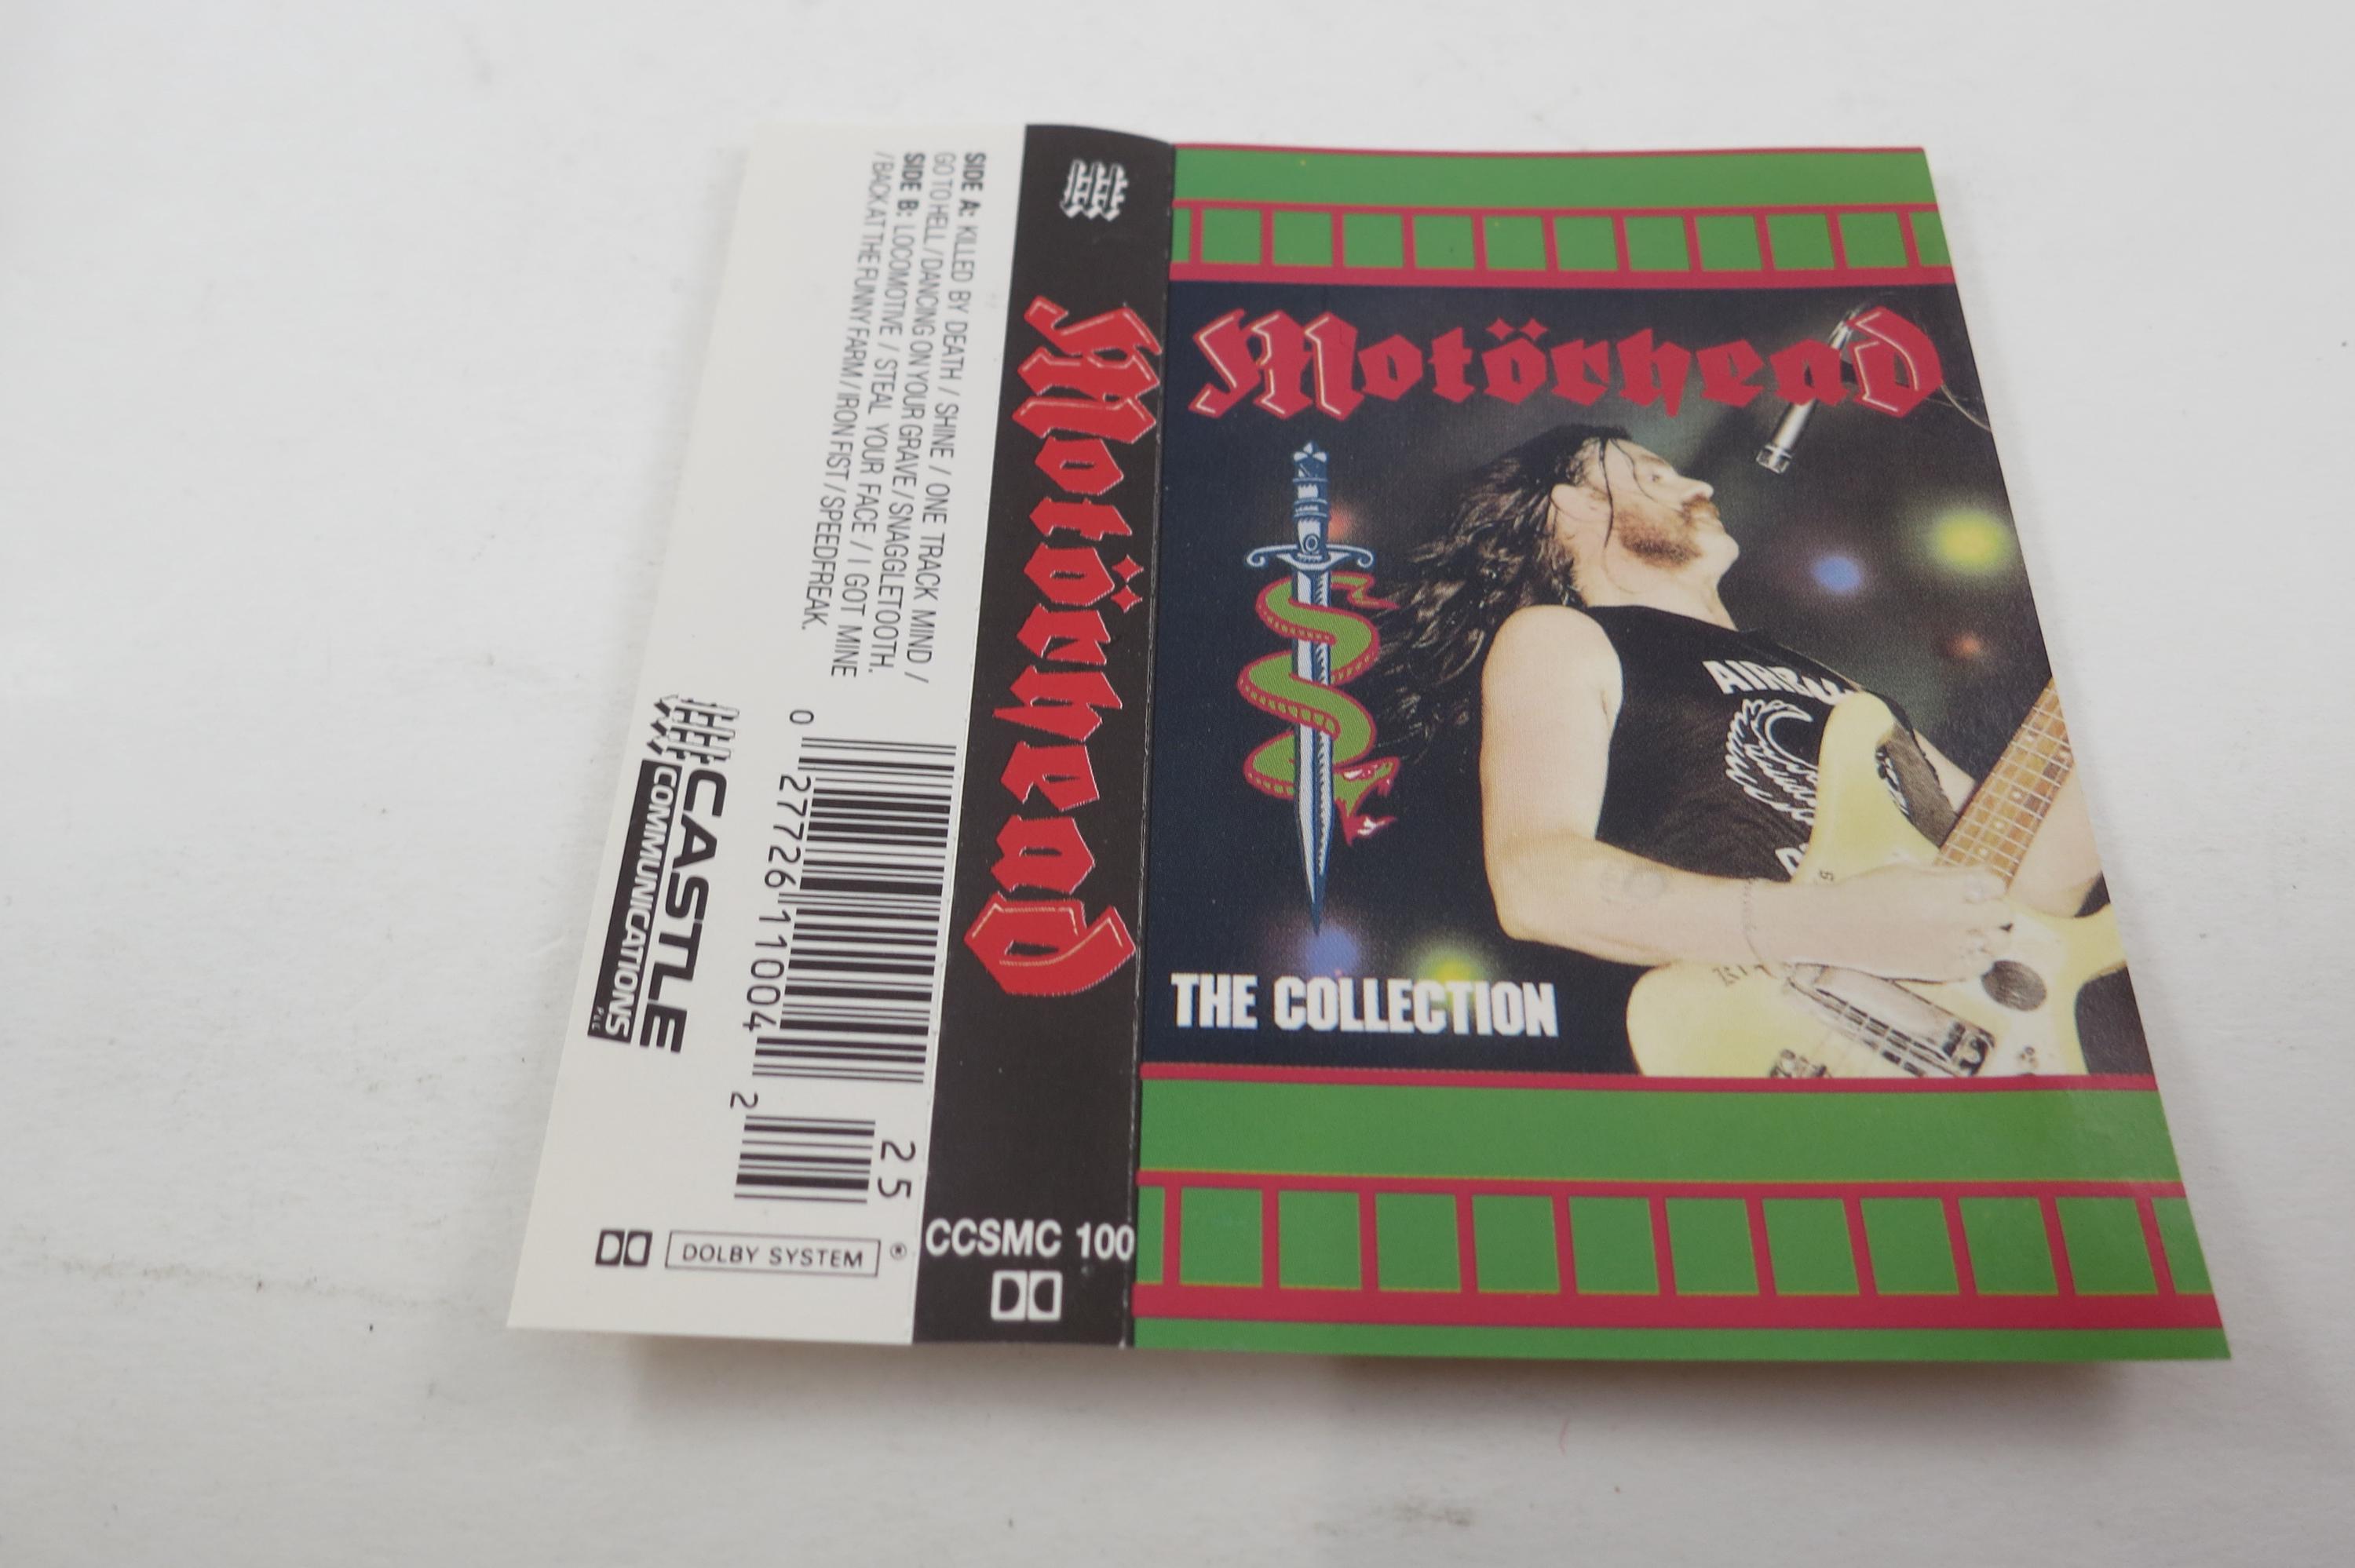 SIDE A: KILLED BY DEATH / SHINE / ONE TRACK MIND /
GO TO HELL / DANCING ON YOUR GRAVE / SNAGGLETOOTH.
SIDE B: LOCOMOTIVE / STEAL YOUR FACE / I GOT MINE
/ BACK AT THE FUNNY FARM / IRON FIST / SPEEDFREAK.
0 27726 11004 2
25
CASTLE
COMMUNICATIONS
PLC
DOLBY SYSTEM ®
Motörhead
CCSMC 100
Motörhead
THE COLLECTION